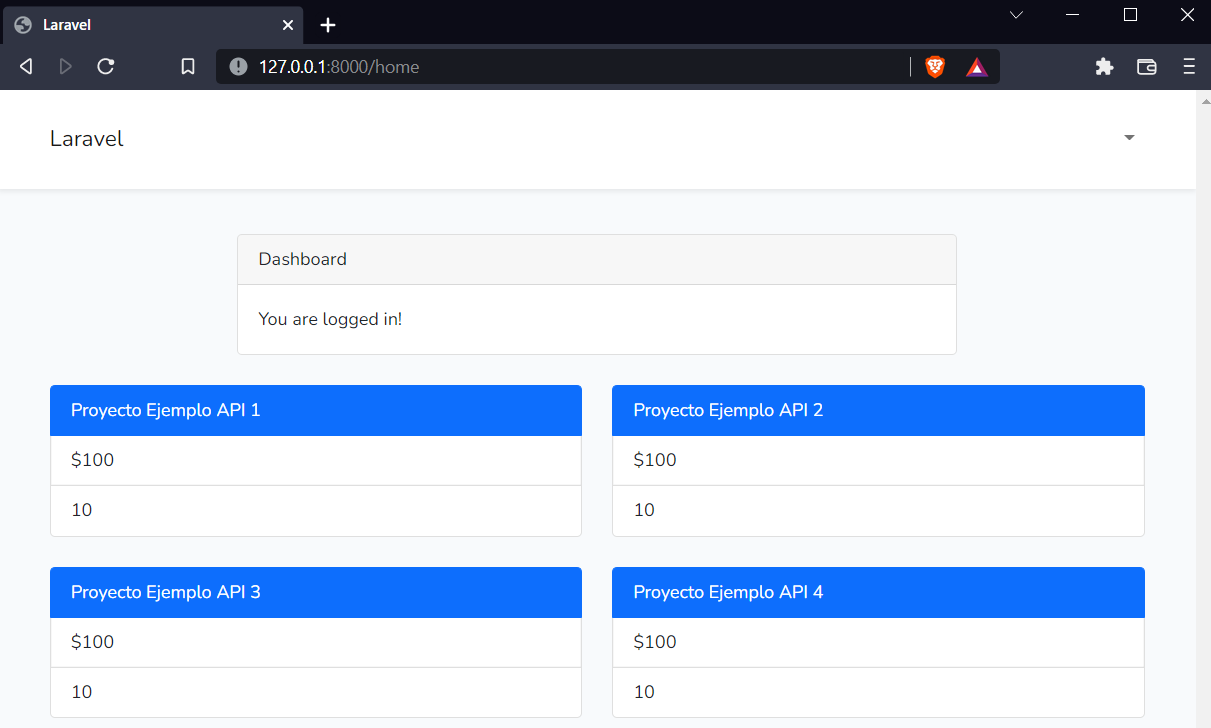 Laravel
127.0.0.1:8000/home
Laravel
Dashboard
You are logged in!
Proyecto Ejemplo API 1
$100
10
Proyecto Ejemplo API 2
$100
10
Proyecto Ejemplo API 3
$100
10
Proyecto Ejemplo API 4
$100
10